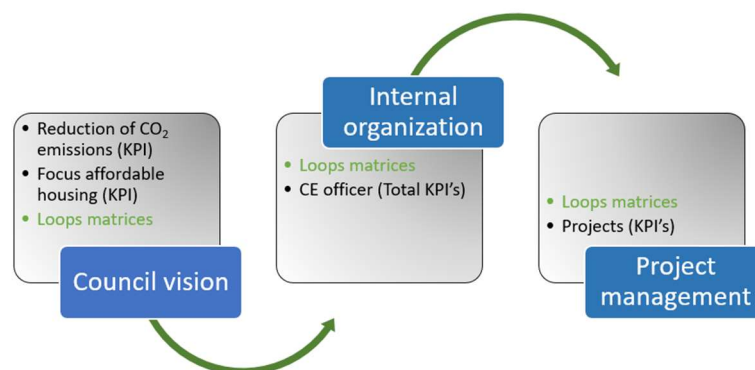 • Reduction of CO₂
emissions (KPI)
• Focus affordable
housing (KPI)
• Loops matrices
Council vision
Internal
organization
• Loops matrices
• CE officer (Total KPI's)
• Loops matrices
• Projects (KPI's)
Project
management